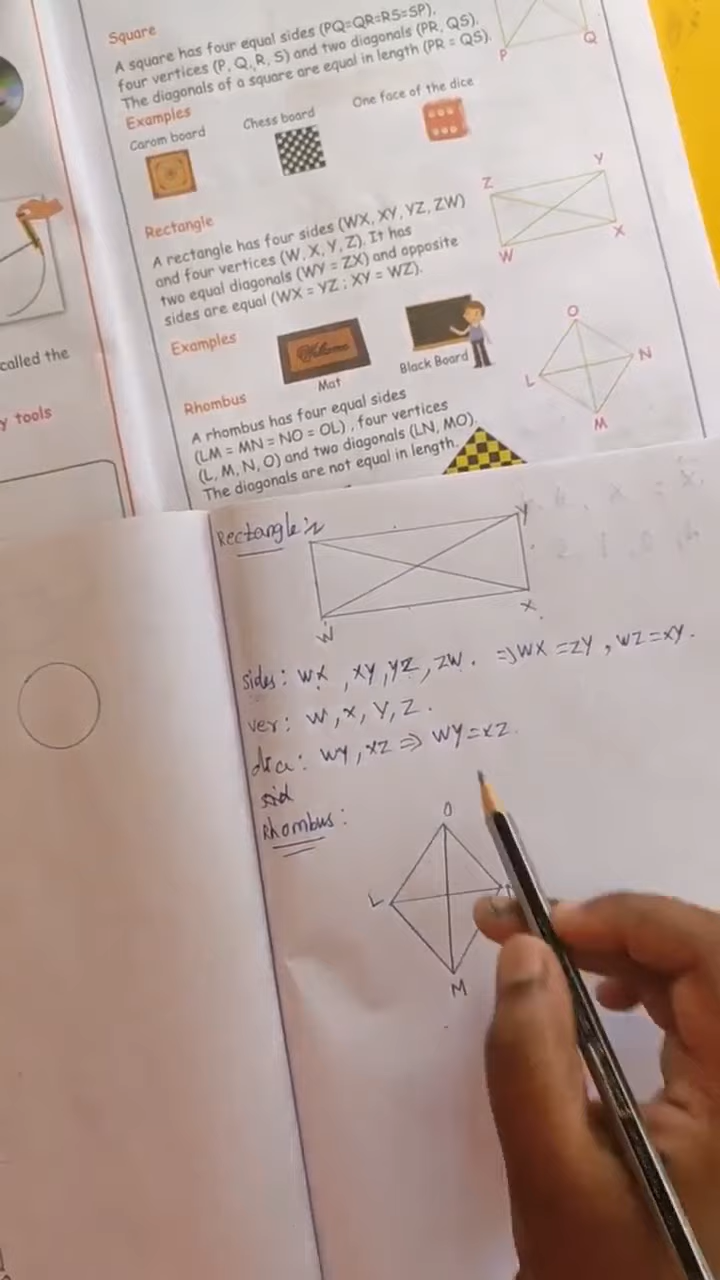 Square
A square has four equal sides (PQ=QR=RS=SP),
four vertices (P, Q, R, S) and two diagonals (PR, QS).
The diagonals of a square are equal in length (PR = QS).
P
Q
Examples
Carom board
Chess board
One face of the dice
Rectangle
A rectangle has four sides (WX, XY, YZ, ZW)
and four vertices (W, X, Y, Z). It has
two equal diagonals (WY = ZX) and opposite
sides are equal (WX = YZ ; XY = WZ).
Z
Y
W
X
Examples
Welcome
Mat
Black Board
called the
y tools
Rhombus
A rhombus has four equal sides
(LM = MN = NO = OL) , four vertices
(L, M, N, O) and two diagonals (LN, MO).
The diagonals are not equal in length.
O
L
N
M
Rectangle:
Z
Y
W
X
sides: WX , XY, YZ, ZW. => WX = ZY , WZ = XY.
ver: W, X, Y, Z.
dia: WY, XZ => WY = XZ.
sid
Rhombus:
O
L
M